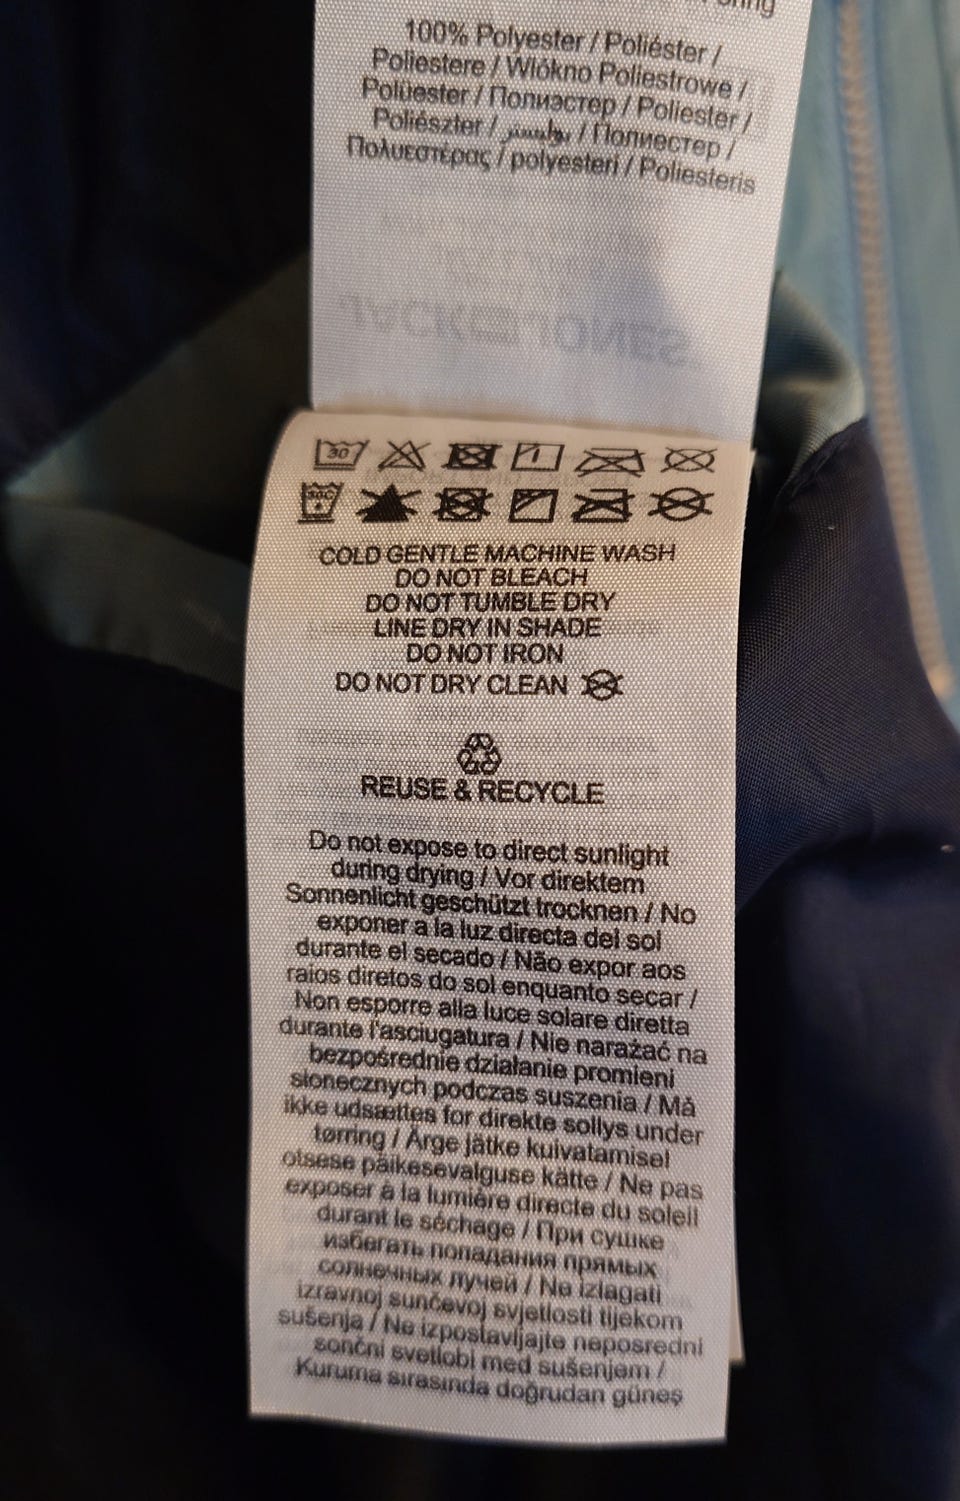 100% Polyester / Poliéster /
Poliestere / Włókno Poliestrowe /
Polüester / Полиэстер / Poliester /
Poliészter / بوليستر / Полиестер /
Πολυεστέρας / polyesteri / Poliesteris
JACK JONES
30
30C
COLD GENTLE MACHINE WASH
DO NOT BLEACH
DO NOT TUMBLE DRY
LINE DRY IN SHADE
DO NOT IRON
DO NOT DRY CLEAN
REUSE & RECYCLE
Do not expose to direct sunlight
during drying / Vor direktem
Sonnenlicht geschützt trocknen / No
exponer a la luz directa del sol
durante el secado / Não expor aos
raios diretos do sol enquanto secar /
Non esporre alla luce solare diretta
durante l'asciugatura / Nie narażać na
bezpośrednie działanie promieni
słonecznych podczas suszenia / Må
ikke udsættes for direkte sollys under
tørring / Ärge jätke kuivatamisel
otsese päikesevalguse kätte / Ne pas
exposer à la lumière directe du soleil
durant le séchage / При сушке
избегать попадания прямых
солнечных лучей / Ne izlagati
izravnoj sunčevoj svjetlosti tijekom
sušenja / Ne izpostavljajte neposredni
sončni svetlobi med sušenjem /
Kuruma sırasında doğrudan güneş